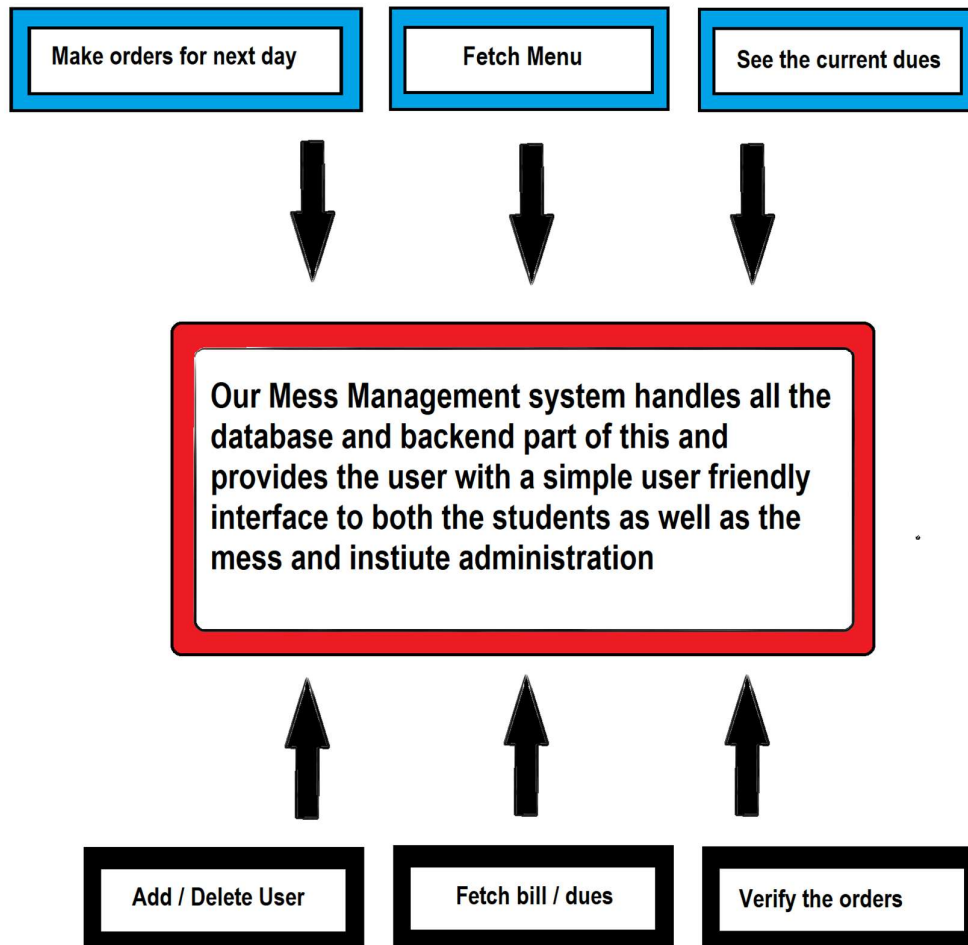 Make orders for next day
Fetch Menu
See the current dues
Our Mess Management system handles all the
database and backend part of this and
provides the user with a simple user friendly
interface to both the students as well as the
mess and instiute administration
Add / Delete User
Fetch bill / dues
Verify the orders